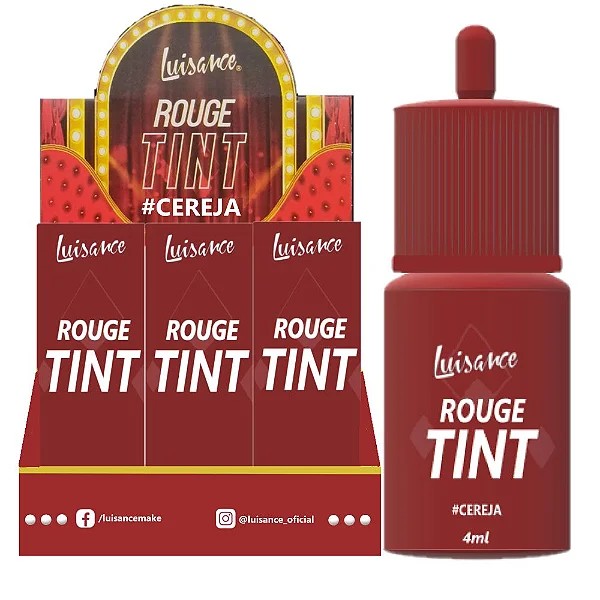 Luisance®
ROUGE
TINT
#CEREJA
Luisance
ROUGE
TINT
Luisance
ROUGE
TINT
Luisance
ROUGE
TINT
/luisancemake
@luisance_oficial
Luisance
ROUGE
TINT
#CEREJA
4ml